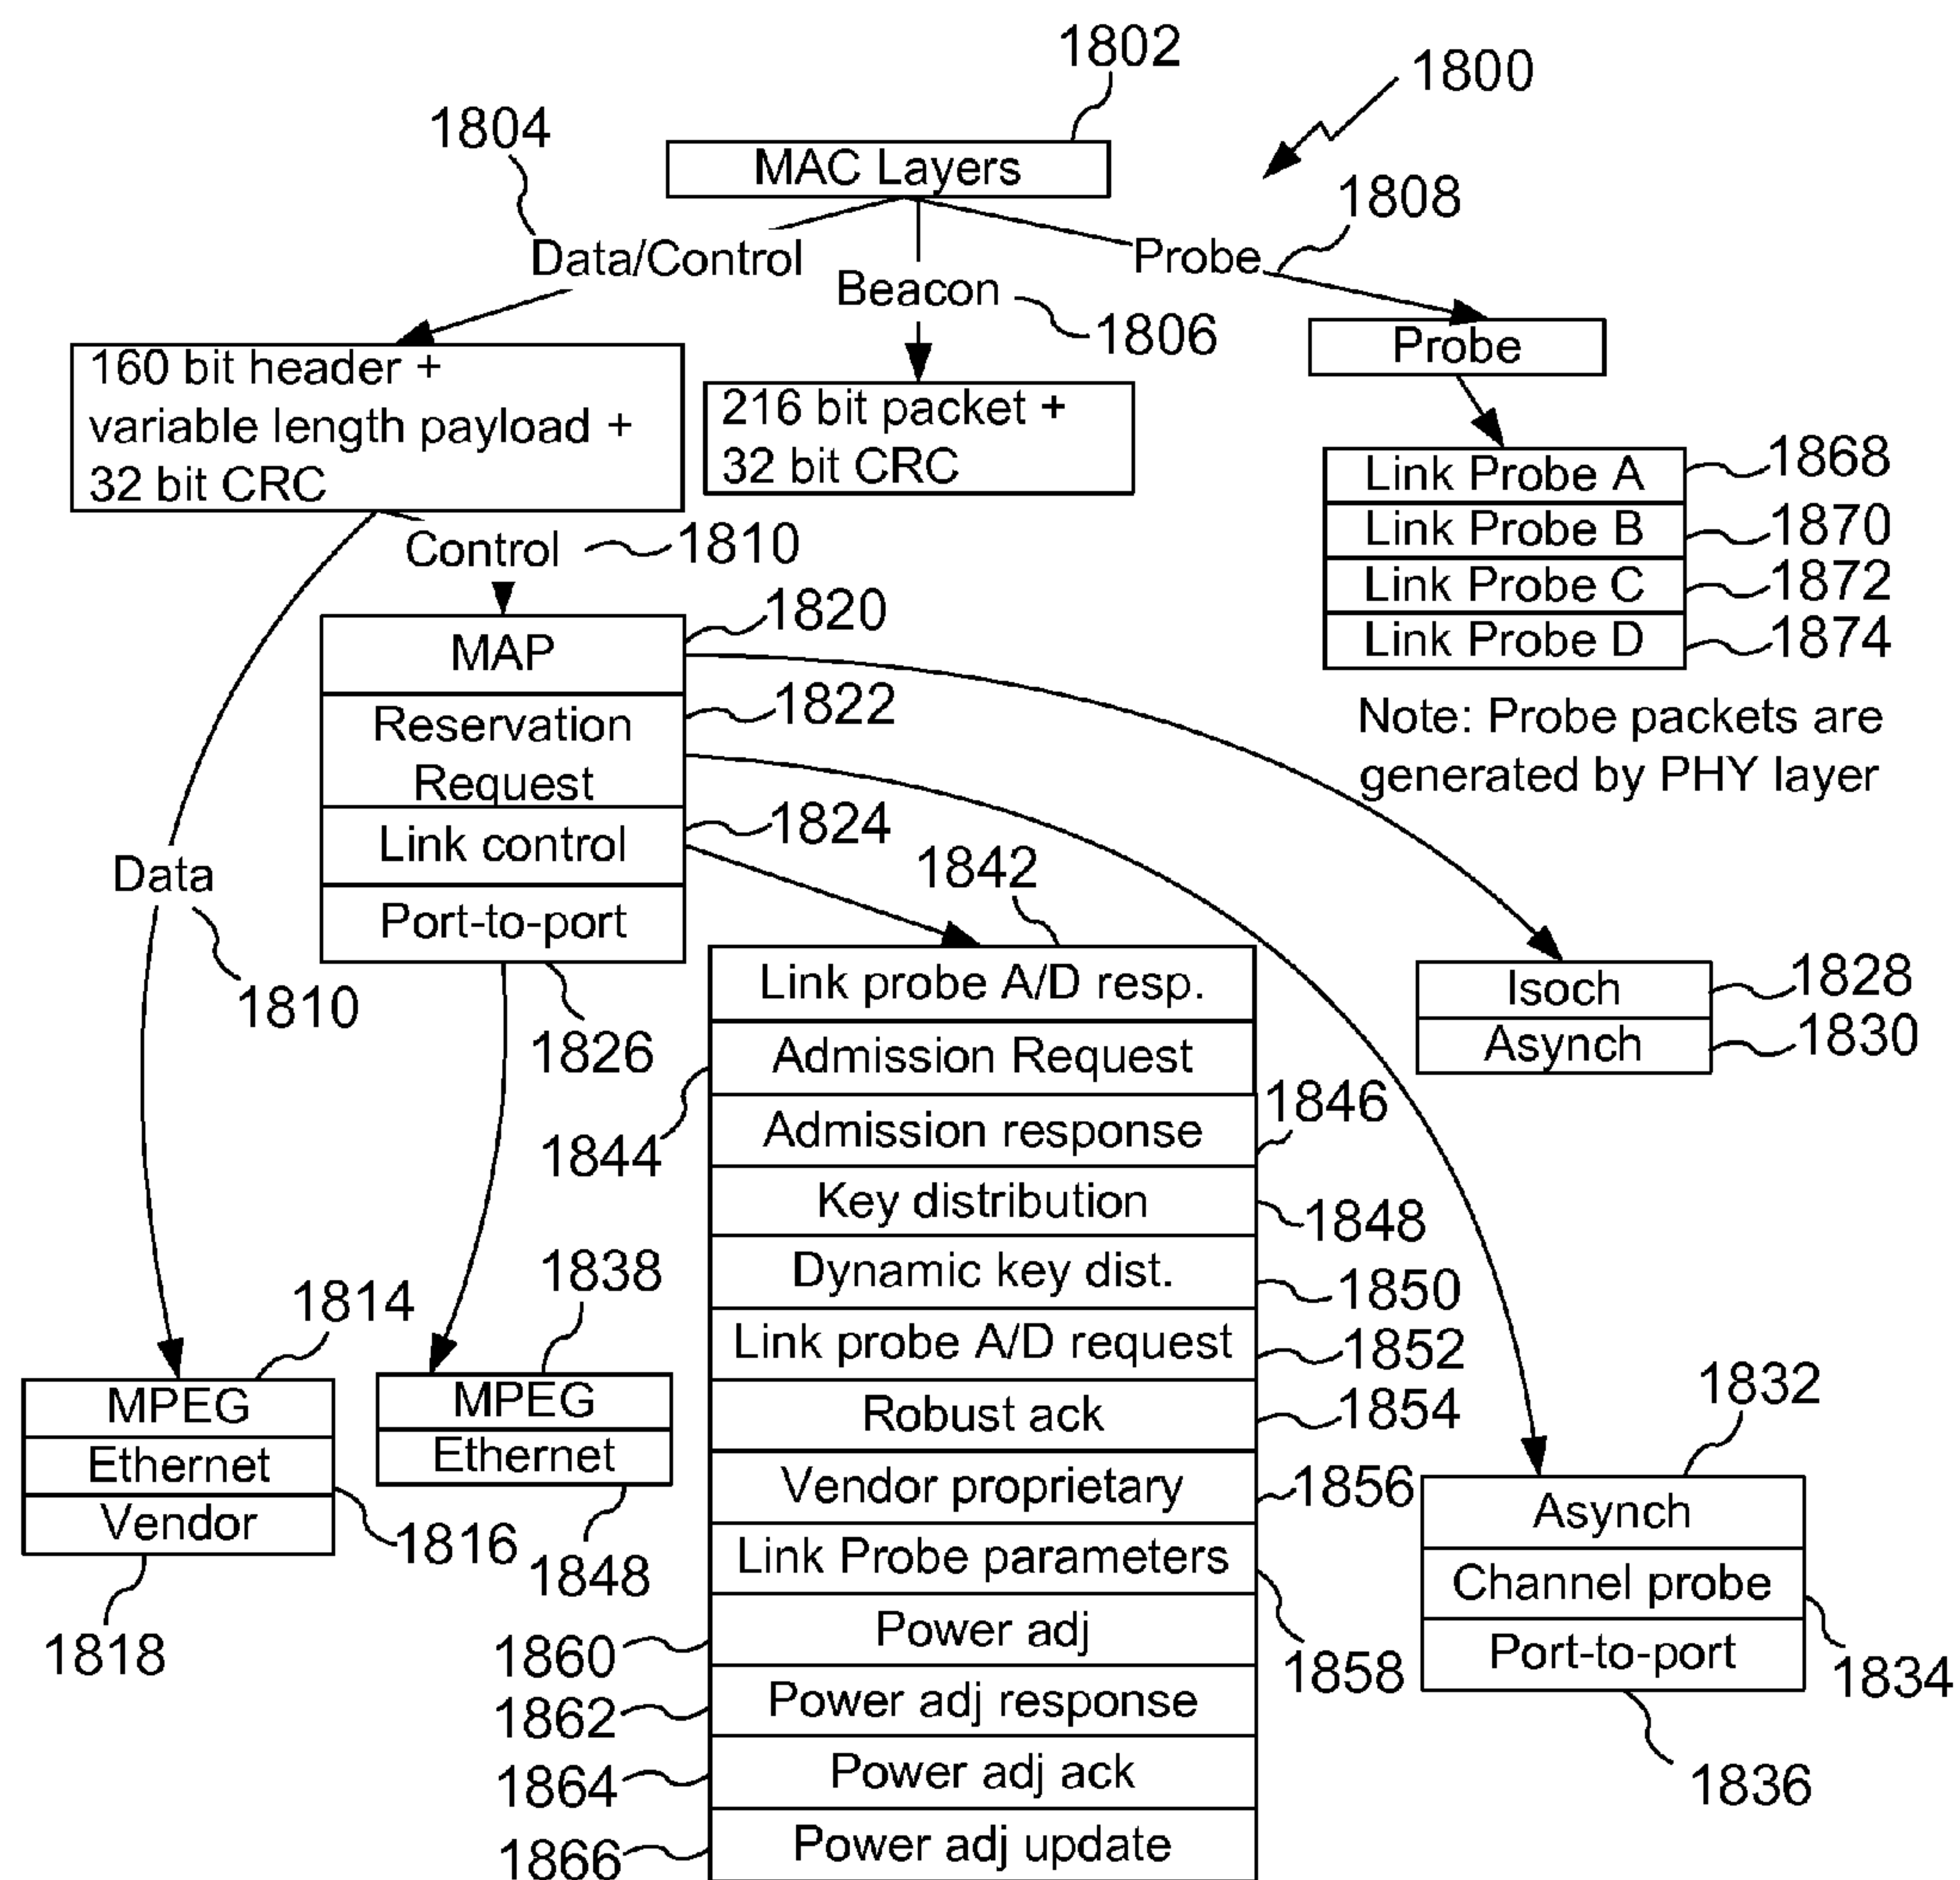 1802
1800
1804
MAC Layers
1808
Data/Control
Probe
Beacon
1806
Probe
160 bit header +
variable length payload +
32 bit CRC
216 bit packet +
32 bit CRC
Link Probe A
1868
Link Probe B
1870
Link Probe C
1872
Link Probe D
1874
Note: Probe packets are
generated by PHY layer
Control
1810
MAP
1820
Reservation
Request
1822
Link control
1824
Port-to-port
1826
Data
1810
1842
Link probe A/D resp.
Admission Request
1844
Admission response
1846
Key distribution
1848
Dynamic key dist.
1850
Link probe A/D request
1852
Robust ack
1854
Vendor proprietary
1856
Link Probe parameters
1858
Power adj
1860
Power adj response
1862
Power adj ack
1864
Power adj update
1866
Isoch
1828
Asynch
1830
1814
MPEG
Ethernet
1816
Vendor
1818
1838
MPEG
Ethernet
1848
1832
Asynch
Channel probe
1834
Port-to-port
1836